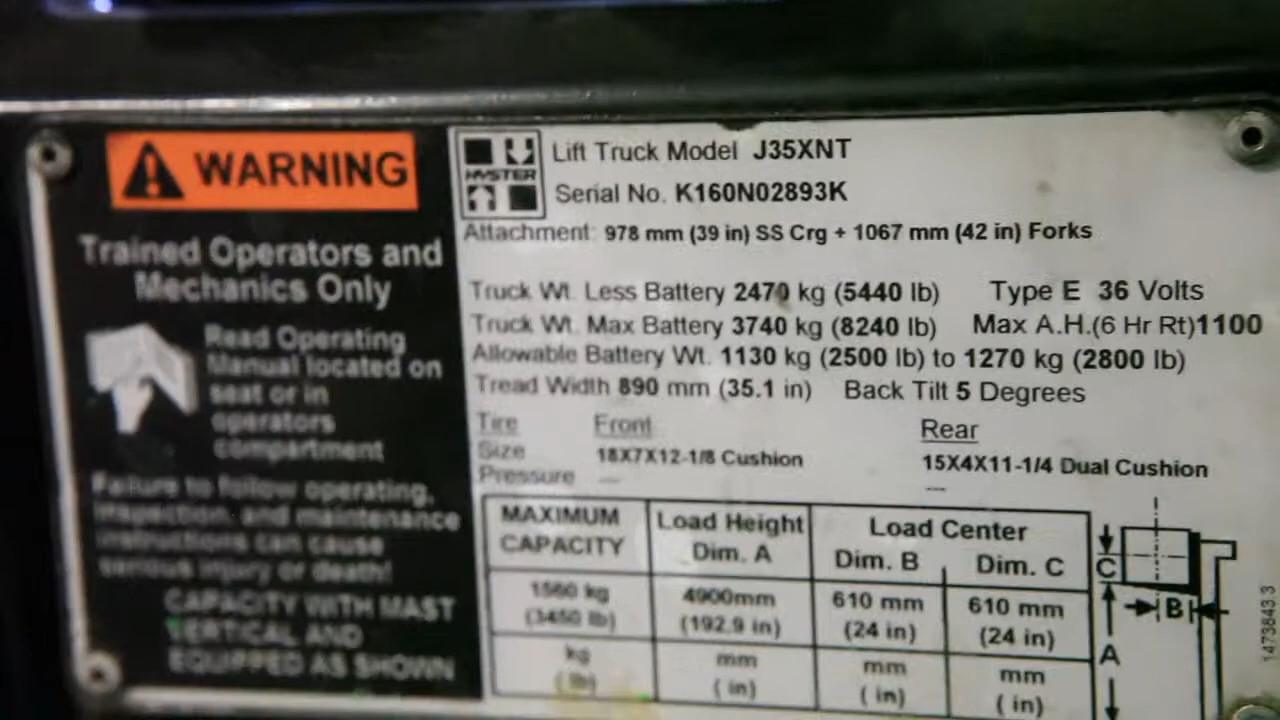 WARNING
Trained Operators and
Mechanics Only
Read Operating
Manual located on
seat or in
operators
compartment
Failure to follow operating,
inspection, and maintenance
instructions can cause
serious injury or death!
CAPACITY WITH MAST
VERTICAL AND
EQUIPPED AS SHOWN
HYSTER
Lift Truck Model J35XNT
Serial No. K160N02893K
Attachment: 978 mm (39 in) SS Crg + 1067 mm (42 in) Forks
Truck Wt. Less Battery 2470 kg (5440 lb) Type E 36 Volts
Truck Wt. Max Battery 3740 kg (8240 lb) Max A.H.(6 Hr Rt)1100
Allowable Battery Wt. 1130 kg (2500 lb) to 1270 kg (2800 lb)
Tread Width 890 mm (35.1 in) Back Tilt 5 Degrees
Tire Front Rear
Size 18X7X12-1/8 Cushion 15X4X11-1/4 Dual Cushion
Pressure --- ---
MAXIMUM CAPACITY Load Height Dim. A Load Center Dim. B Dim. C
1560 kg 4900mm 610 mm 610 mm
(3450 lb) (192.9 in) (24 in) (24 in)
kg mm mm mm
( lb) ( in) ( in) ( in)
C
B
A
1473843 3